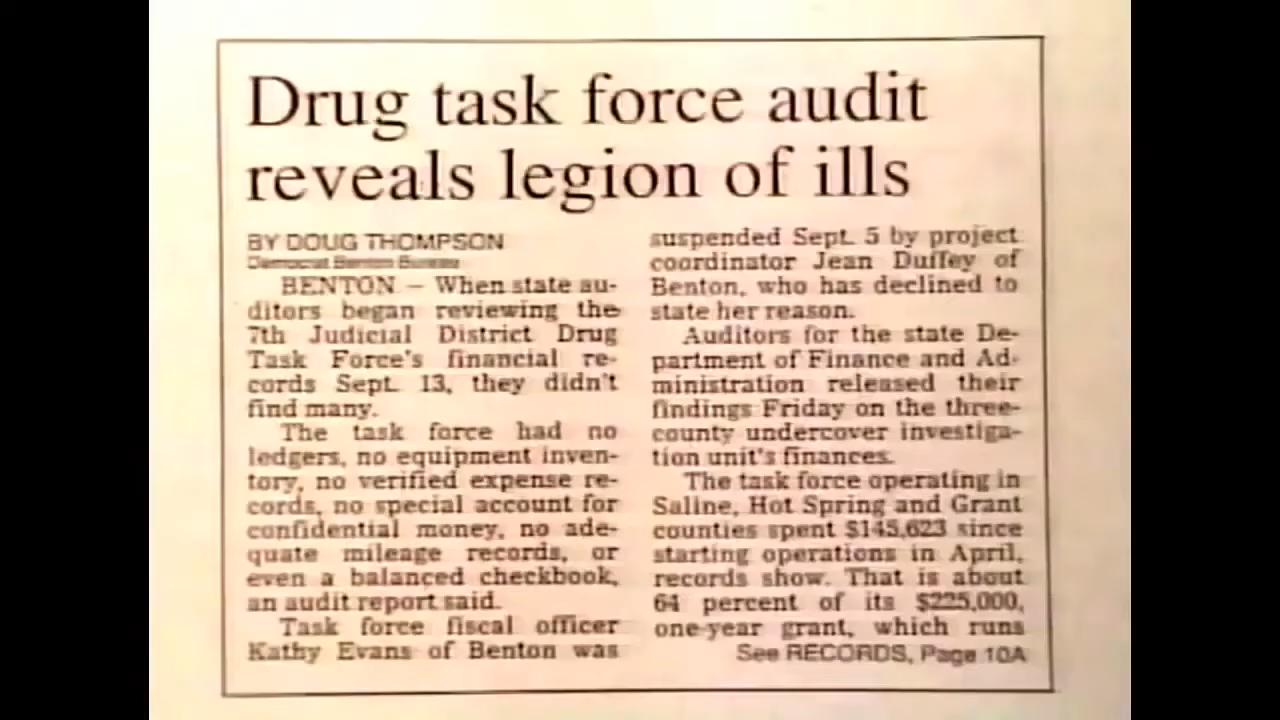 Drug task force audit
reveals legion of ills
BY DOUG THOMPSON
Democrat Benton Bureau
BENTON — When state au-
ditors began reviewing the
7th Judicial District Drug
Task Force's financial re-
cords Sept. 13, they didn't
find many.
The task force had no
ledgers, no equipment inven-
tory, no verified expense re-
cords, no special account for
confidential money, no ade-
quate mileage records, or
even a balanced checkbook,
an audit report said.
Task force fiscal officer
Kathy Evans of Benton was
suspended Sept. 5 by project
coordinator Jean Duffey of
Benton, who has declined to
state her reason.
Auditors for the state De-
partment of Finance and Ad-
ministration released their
findings Friday on the three-
county undercover investiga-
tion unit's finances.
The task force operating in
Saline, Hot Spring and Grant
counties spent $145,623 since
starting operations in April,
records show. That is about
64 percent of its $225,000,
one-year grant, which runs
See RECORDS, Page 10A